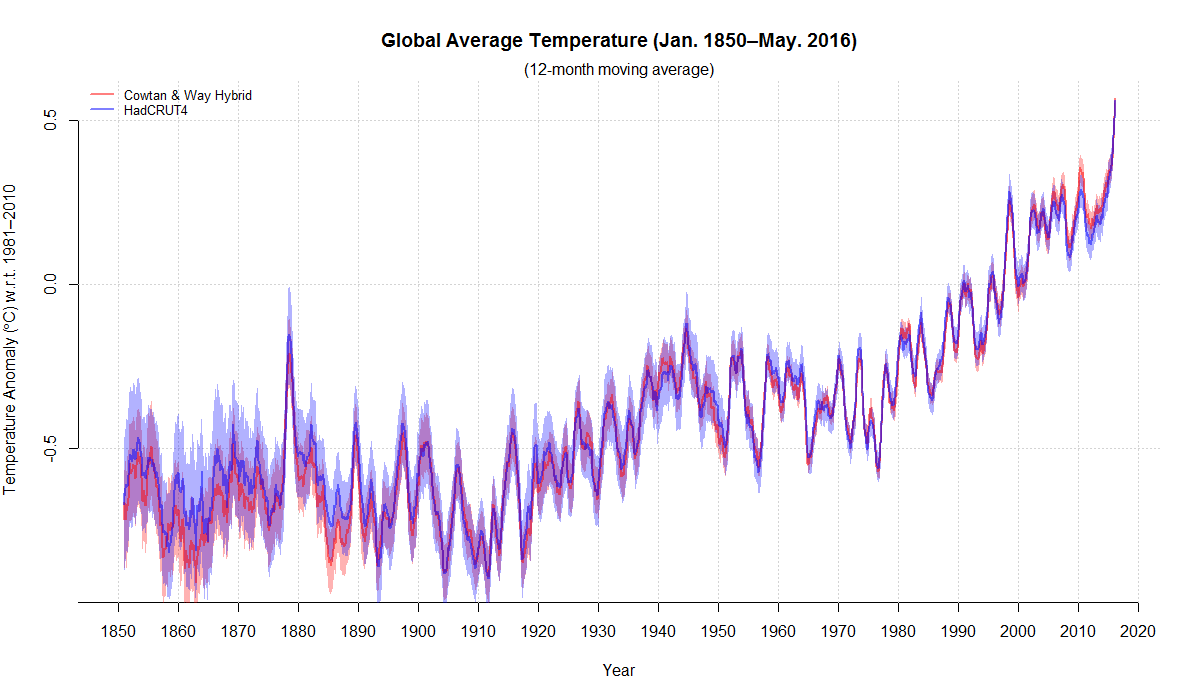 Global Average Temperature (Jan. 1850–May. 2016)
(12-month moving average)
Cowtan & Way Hybrid
HadCRUT4
Temperature Anomaly (°C) w.r.t. 1981–2010
0.5
0.0
-0.5
1850 1860 1870 1880 1890 1900 1910 1920 1930 1940 1950 1960 1970 1980 1990 2000 2010 2020
Year